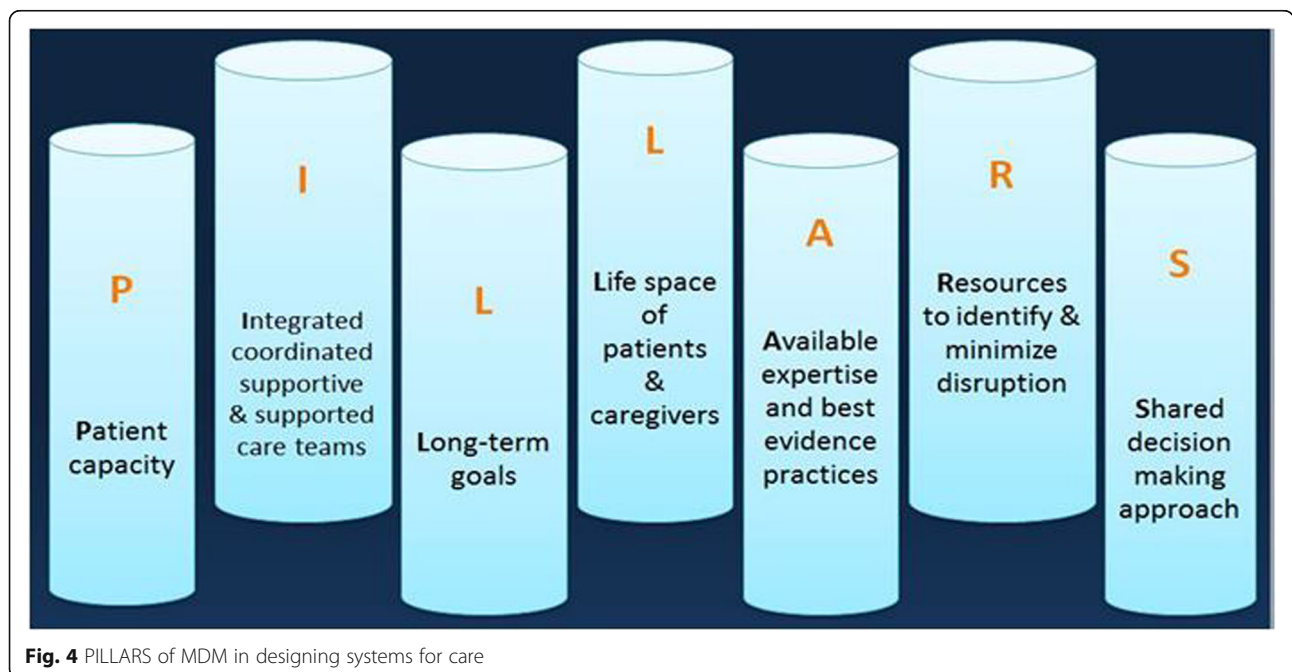 P
Patient
capacity
I
Integrated
coordinated
supportive
& supported
care teams
L
Long-term
goals
L
Life space
of
patients
&
caregivers
A
Available
expertise
and best
evidence
practices
R
Resources
to identify &
minimize
disruption
S
Shared
decision
making
approach
Fig. 4 PILLARS of MDM in designing systems for care